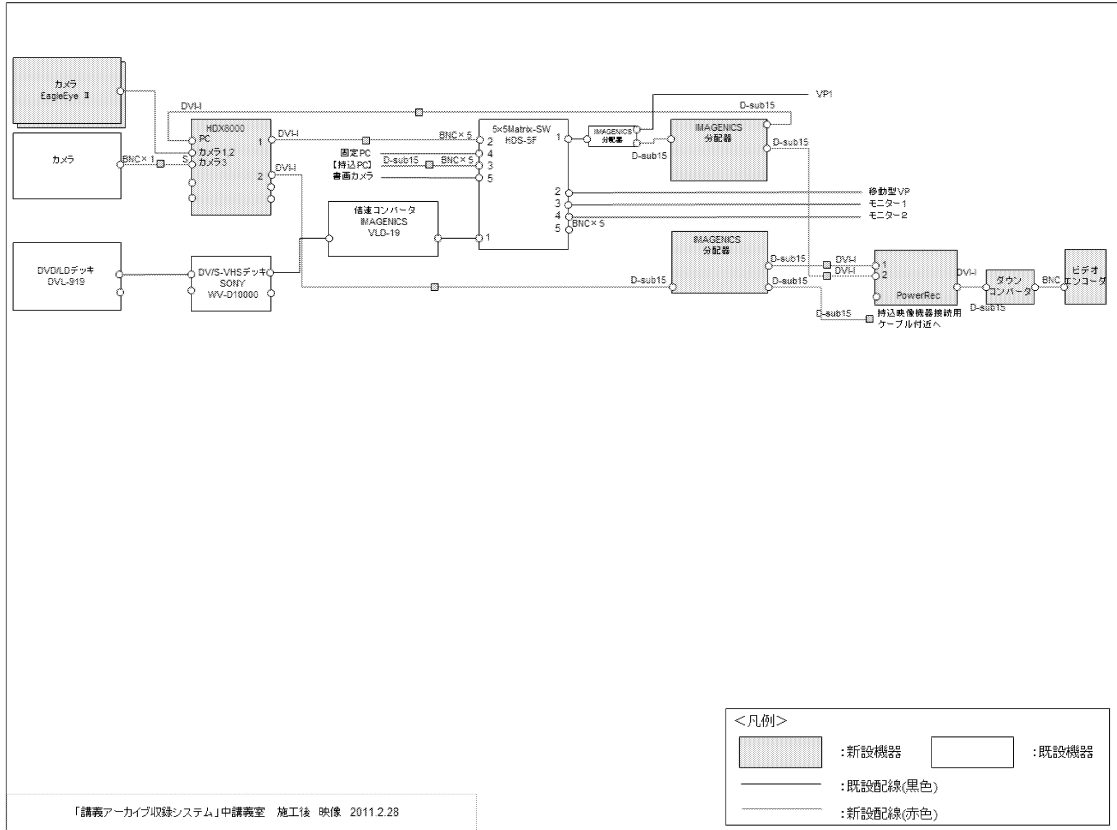 カメラ
EagleEye Ⅱ
カメラ
BNC×1
S
DVI-I
HDX8000
PC
カメラ1,2
カメラ3
1
2
DVI-I
DVI-I
固定PC
【持込PC】
書画カメラ
D-sub15
BNC×5
BNC×5
5×5Matrix-SW
HDS-5F
2
4
3
5
1
1
2
3
4
5
BNC×5
IMAGENICS
分配器
D-sub15
VP1
D-sub15
IMAGENICS
分配器
D-sub15
移動型VP
モニター1
モニター2
倍速コンバータ
IMAGENICS
VLD-19
DVD/LDデッキ
DVL-919
DV/S-VHSデッキ
SONY
WV-D10000
D-sub15
IMAGENICS
分配器
D-sub15
D-sub15
DVI-I
DVI-I
1
2
PowerRec
D-sub15
持込映像機器接続用
ケーブル付近へ
DVI-I
D-sub15
ダウン
コンバータ
BNC
ビデオ
エンコーダ
<凡例>
:新設機器
:既設機器
:既設配線(黒色)
:新設配線(赤色)
「講義アーカイブ収録システム」中講義室 施工後 映像 2011.2.28